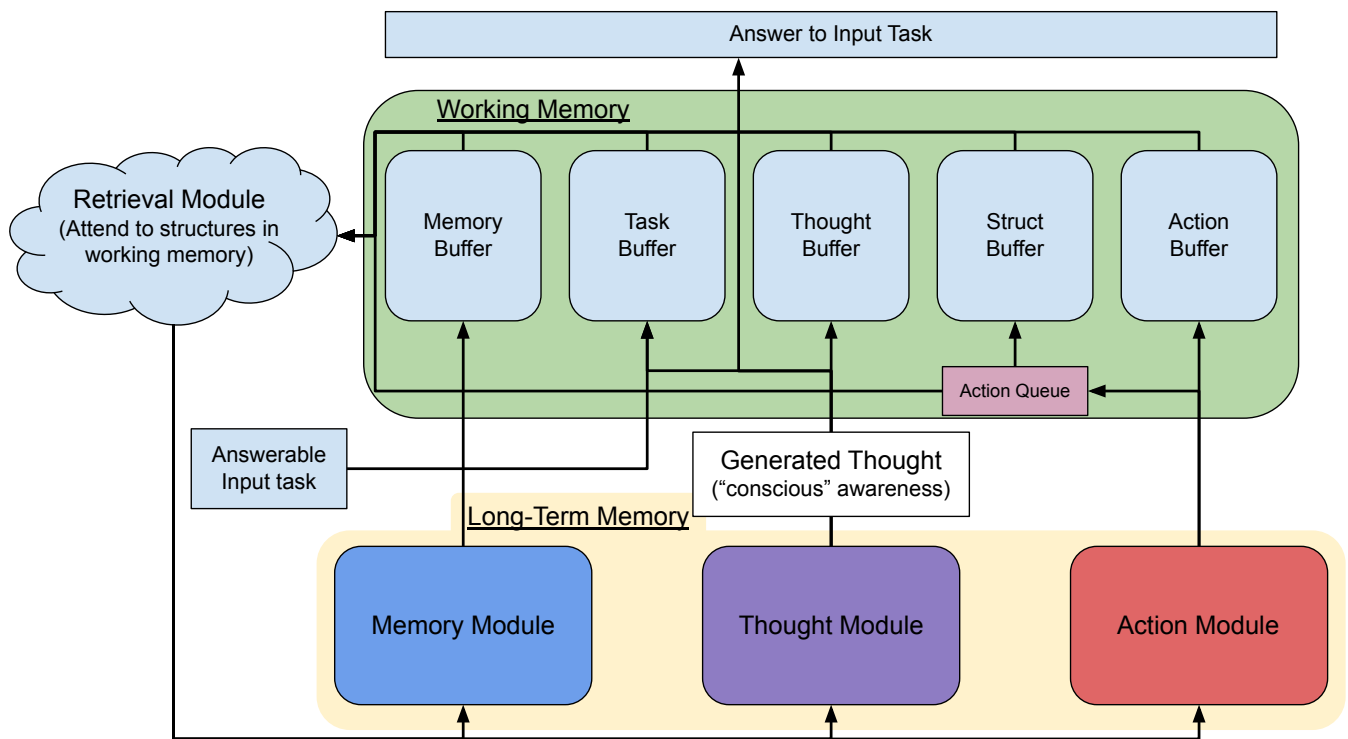 Answer to Input Task
Working Memory
Retrieval Module
(Attend to structures in
working memory)
Memory
Buffer
Task
Buffer
Thought
Buffer
Struct
Buffer
Action
Buffer
Action Queue
Answerable
Input task
Generated Thought
(“conscious” awareness)
Long-Term Memory
Memory Module
Thought Module
Action Module